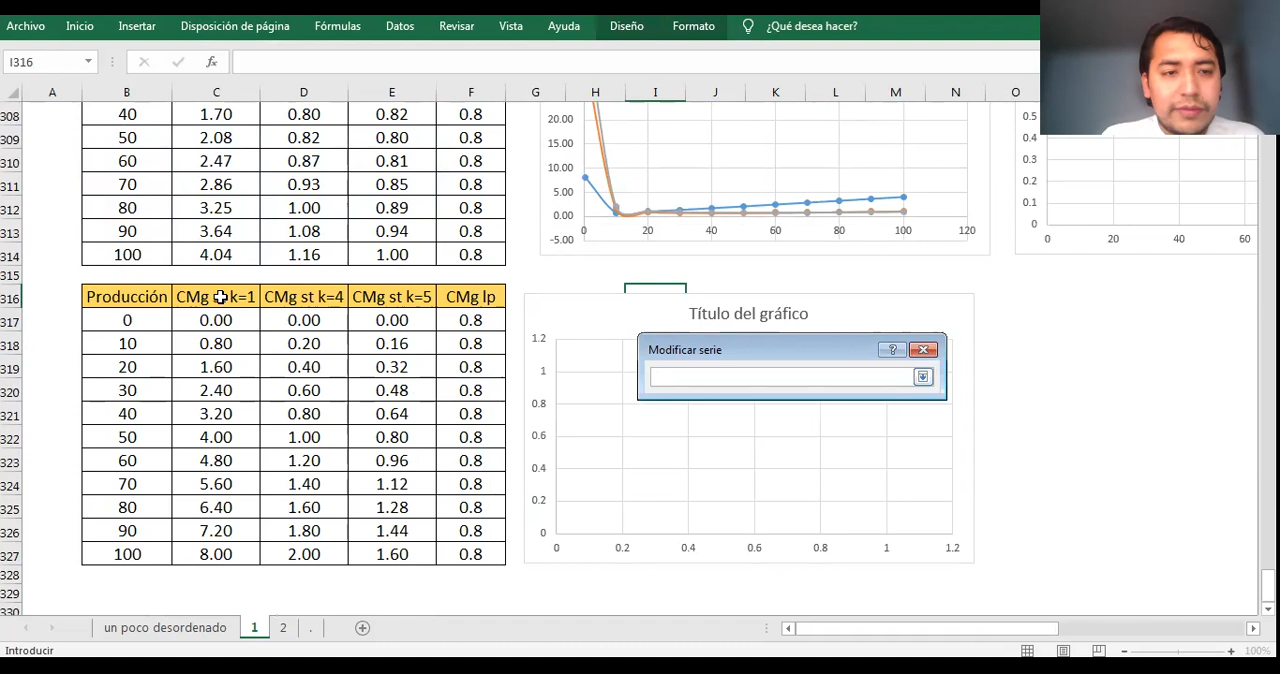 Archivo Inicio Insertar Disposición de página Fórmulas Datos Revisar Vista Ayuda Diseño Formato ¿Qué desea hacer?
I316 fx
A B C D E F G H I J K L M N O
308 40 1.70 0.80 0.82 0.8
309 50 2.08 0.82 0.80 0.8
310 60 2.47 0.87 0.81 0.8
311 70 2.86 0.93 0.85 0.8
312 80 3.25 1.00 0.89 0.8
313 90 3.64 1.08 0.94 0.8
314 100 4.04 1.16 1.00 0.8
315
316 Producción CMg k=1 CMg st k=4 CMg st k=5 CMg lp
317 0 0.00 0.00 0.00 0.8
318 10 0.80 0.20 0.16 0.8
319 20 1.60 0.40 0.32 0.8
320 30 2.40 0.60 0.48 0.8
321 40 3.20 0.80 0.64 0.8
322 50 4.00 1.00 0.80 0.8
323 60 4.80 1.20 0.96 0.8
324 70 5.60 1.40 1.12 0.8
325 80 6.40 1.60 1.28 0.8
326 90 7.20 1.80 1.44 0.8
327 100 8.00 2.00 1.60 0.8
328
329
330
20.00
15.00
10.00
5.00
0.00
-5.00
0 20 40 60 80 100 120
0.5
0.4
0.3
0.2
0.1
0
0 20 40 60
Título del gráfico
1.2
1
0.8
0.6
0.4
0.2
0
0 0.2 0.4 0.6 0.8 1 1.2
Modificar serie ?
un poco desordenado 1 2 .
Introducir 100%